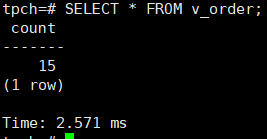 tpch=# SELECT * FROM v_order;
count
-------
15
(1 row)
Time: 2.571 ms